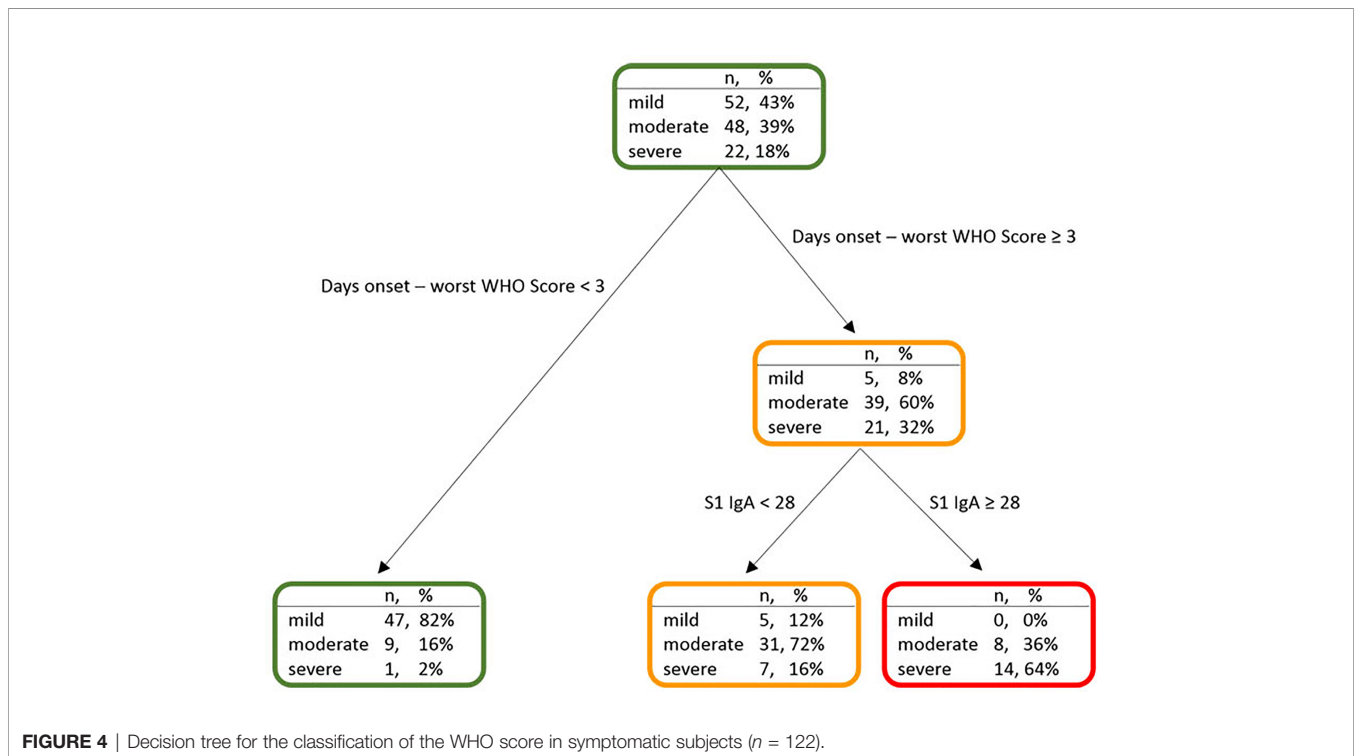 n, %
mild 52, 43%
moderate 48, 39%
severe 22, 18%
Days onset – worst WHO Score ≥ 3
Days onset – worst WHO Score < 3
n, %
mild 5, 8%
moderate 39, 60%
severe 21, 32%
S1 IgA < 28
S1 IgA ≥ 28
n, %
mild 47, 82%
moderate 9, 16%
severe 1, 2%
n, %
mild 5, 12%
moderate 31, 72%
severe 7, 16%
n, %
mild 0, 0%
moderate 8, 36%
severe 14, 64%
FIGURE 4 | Decision tree for the classification of the WHO score in symptomatic subjects (n = 122).